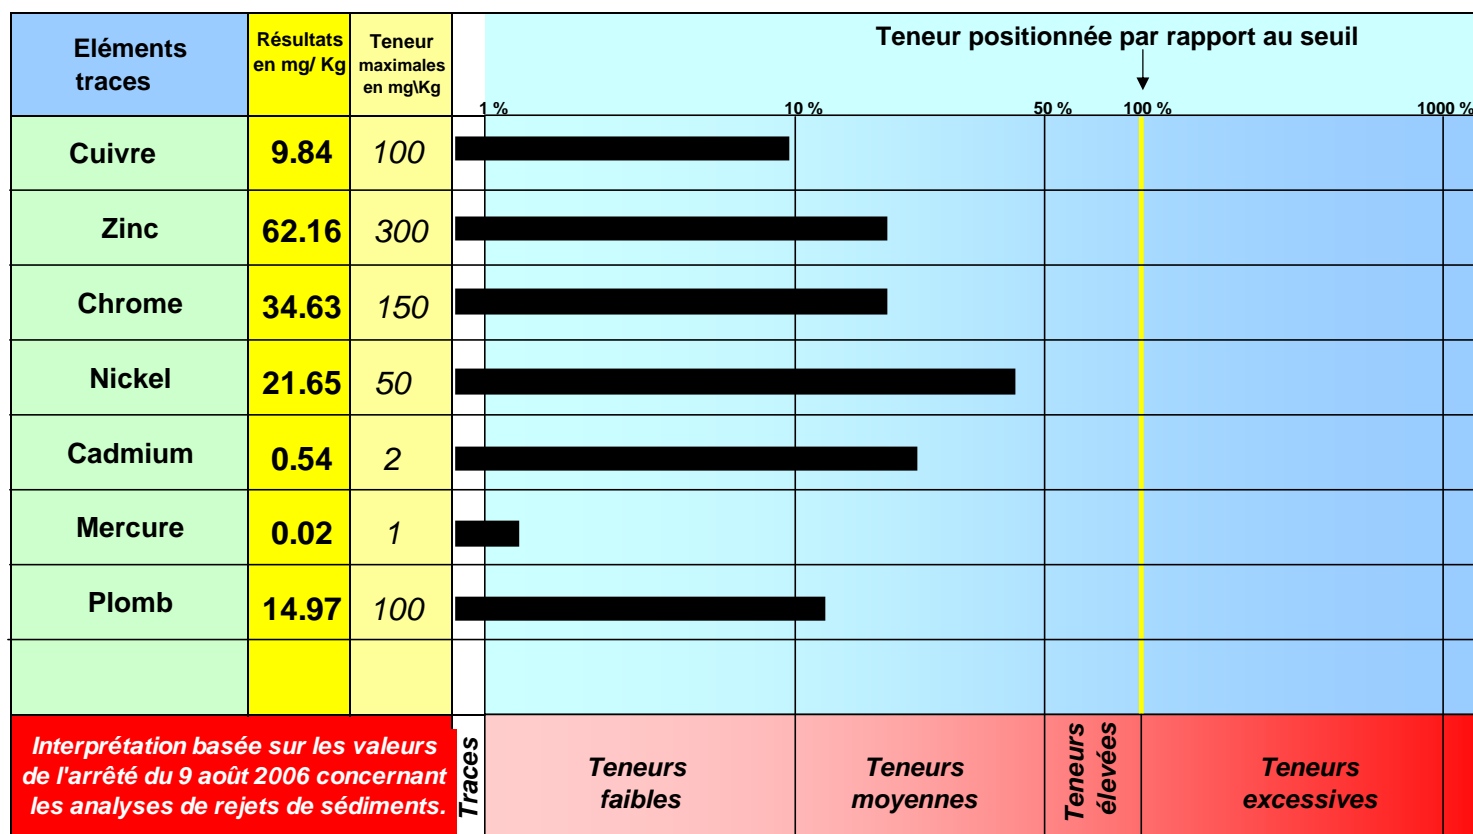 Eléments
traces
Résultats
en mg/ Kg
Teneur
maximales
en mg\Kg
Teneur positionnée par rapport au seuil
1 %
10 %
50 %
100 %
1000 %
Cuivre
9.84
100
Zinc
62.16
300
Chrome
34.63
150
Nickel
21.65
50
Cadmium
0.54
2
Mercure
0.02
1
Plomb
14.97
100
Interprétation basée sur les valeurs
de l'arrêté du 9 août 2006 concernant
les analyses de rejets de sédiments.
Traces
Teneurs
faibles
Teneurs
moyennes
Teneurs
élevées
Teneurs
excessives